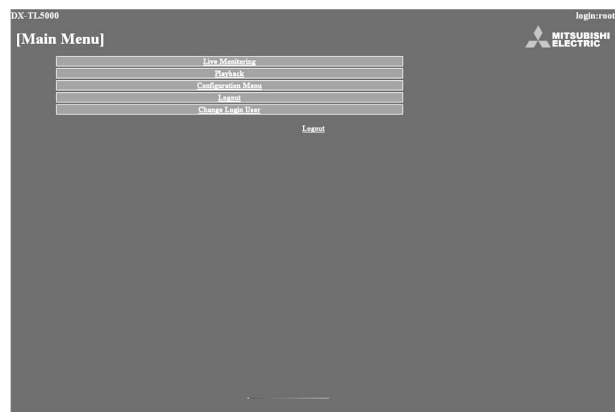 DX-TL5000 login:root
[Main Menu]
MITSUBISHI
ELECTRIC
Live Monitoring
Playback
Configuration Menu
Logout
Change Login User
Logout